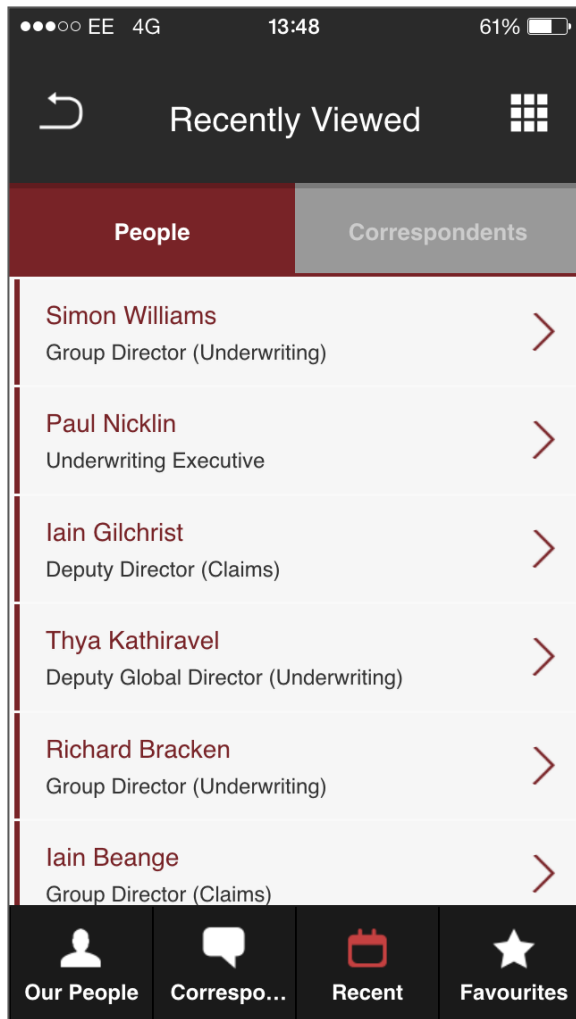 EE 4G 13:48 61%
Recently Viewed
People Correspondents
Simon Williams
Group Director (Underwriting)
Paul Nicklin
Underwriting Executive
Iain Gilchrist
Deputy Director (Claims)
Thya Kathiravel
Deputy Global Director (Underwriting)
Richard Bracken
Group Director (Underwriting)
Iain Beange
Group Director (Claims)
Our People Correspo... Recent Favourites